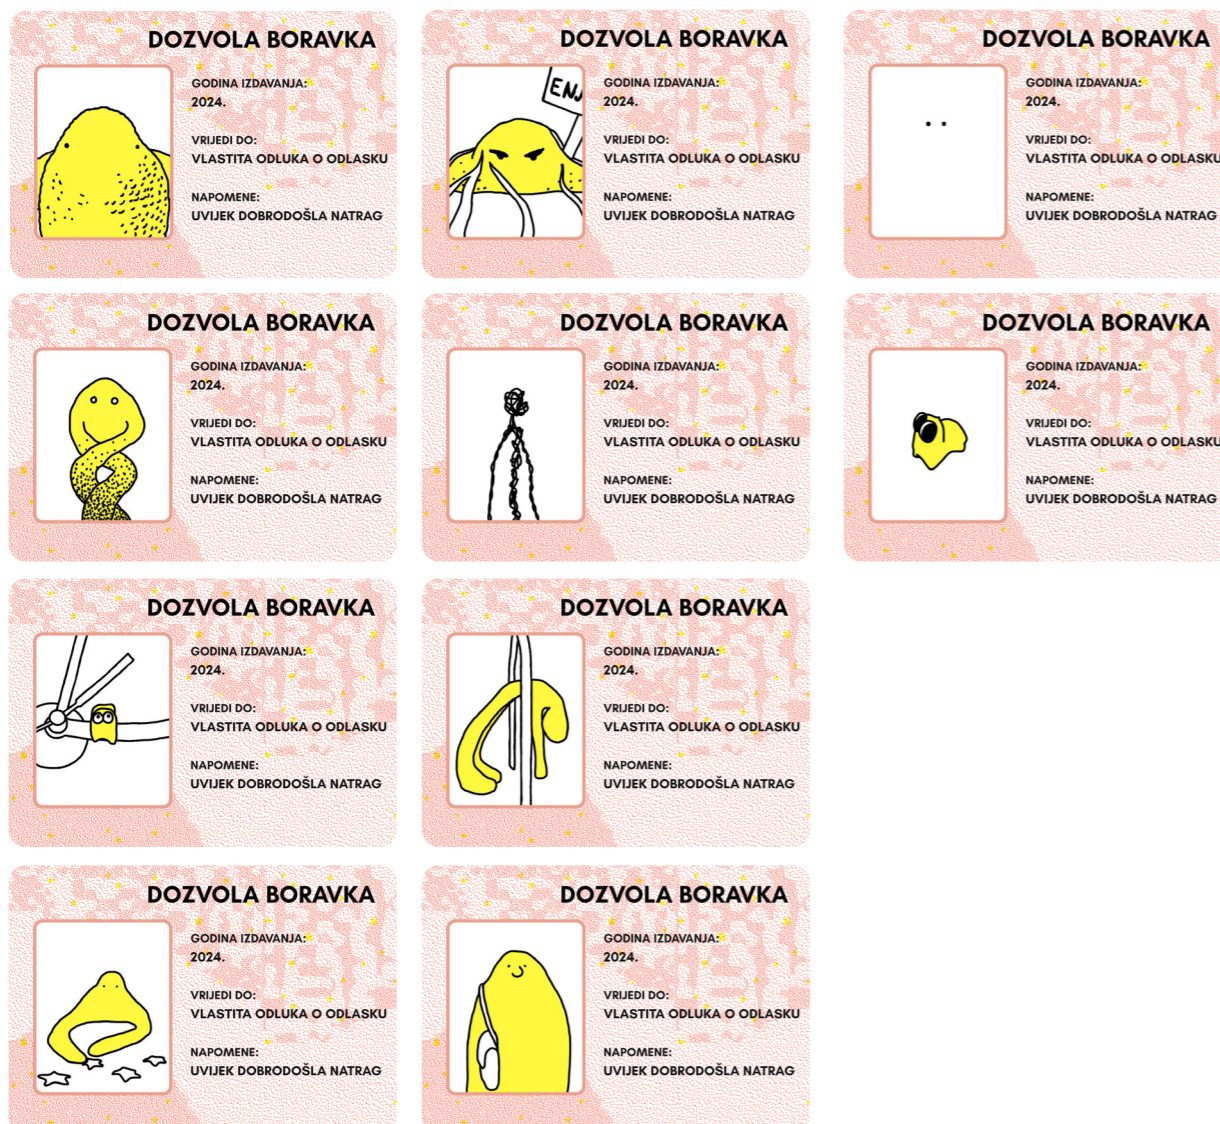 DOZVOLA BORAVKA
GODINA IZDAVANJA:
2024.
VRIJEDI DO:
VLASTITA ODLUKA O ODLASKU
NAPOMENE:
UVIJEK DOBRODOŠLA NATRAG
DOZVOLA BORAVKA
ENJ
GODINA IZDAVANJA:
2024.
VRIJEDI DO:
VLASTITA ODLUKA O ODLASKU
NAPOMENE:
UVIJEK DOBRODOŠLA NATRAG
DOZVOLA BORAVKA
GODINA IZDAVANJA:
2024.
VRIJEDI DO:
VLASTITA ODLUKA O ODLASKU
NAPOMENE:
UVIJEK DOBRODOŠLA NATRAG
DOZVOLA BORAVKA
GODINA IZDAVANJA:
2024.
VRIJEDI DO:
VLASTITA ODLUKA O ODLASKU
NAPOMENE:
UVIJEK DOBRODOŠLA NATRAG
DOZVOLA BORAVKA
GODINA IZDAVANJA:
2024.
VRIJEDI DO:
VLASTITA ODLUKA O ODLASKU
NAPOMENE:
UVIJEK DOBRODOŠLA NATRAG
DOZVOLA BORAVKA
GODINA IZDAVANJA:
2024.
VRIJEDI DO:
VLASTITA ODLUKA O ODLASKU
NAPOMENE:
UVIJEK DOBRODOŠLA NATRAG
DOZVOLA BORAVKA
GODINA IZDAVANJA:
2024.
VRIJEDI DO:
VLASTITA ODLUKA O ODLASKU
NAPOMENE:
UVIJEK DOBRODOŠLA NATRAG
DOZVOLA BORAVKA
GODINA IZDAVANJA:
2024.
VRIJEDI DO:
VLASTITA ODLUKA O ODLASKU
NAPOMENE:
UVIJEK DOBRODOŠLA NATRAG
DOZVOLA BORAVKA
GODINA IZDAVANJA:
2024.
VRIJEDI DO:
VLASTITA ODLUKA O ODLASKU
NAPOMENE:
UVIJEK DOBRODOŠLA NATRAG
DOZVOLA BORAVKA
GODINA IZDAVANJA:
2024.
VRIJEDI DO:
VLASTITA ODLUKA O ODLASKU
NAPOMENE:
UVIJEK DOBRODOŠLA NATRAG